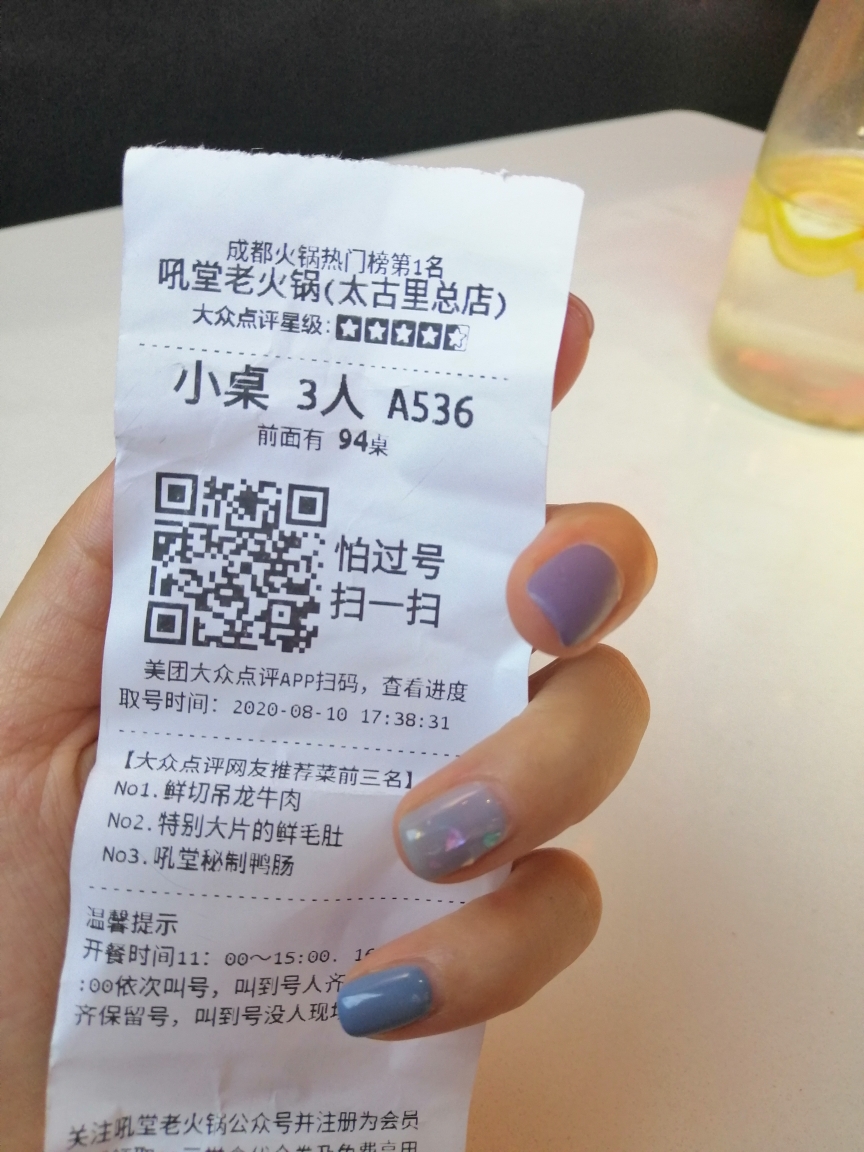 成都火锅热门榜第1名
吼堂老火锅(太古里总店)
大众点评星级:
小桌 3人 A536
前面有 94桌
怕过号
扫一扫
美团大众点评APP扫码，查看进度
取号时间：2020-08-10 17:38:31
【大众点评网友推荐菜前三名】
No1.鲜切吊龙牛肉
No2.特别大片的鲜毛肚
No3.吼堂秘制鸭肠
温馨提示
开餐时间11：00～15:00. 16
:00依次叫号，叫到号人齐
齐保留号，叫到号没人现场
关注吼堂老火锅公众号并注册为会员